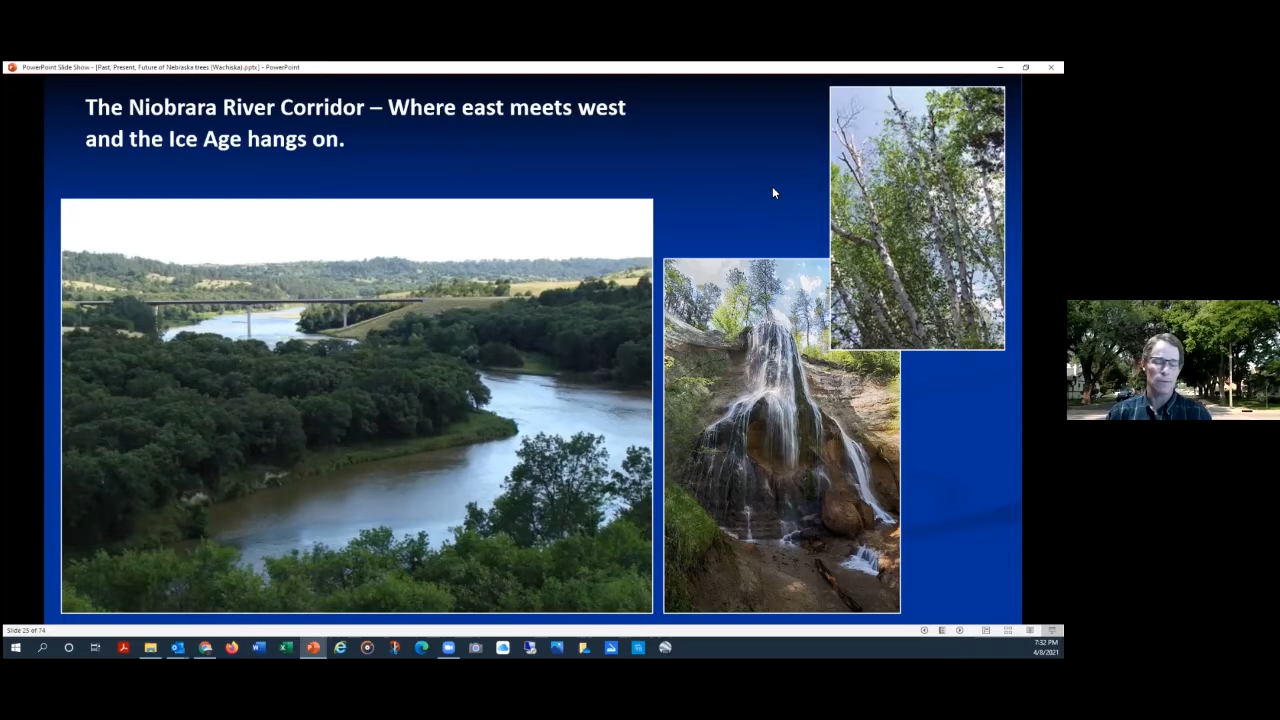 PowerPoint Slide Show - [Past, Present, Future of Nebraska trees (Wachiska).pptx] - PowerPoint
The Niobrara River Corridor – Where east meets west
and the Ice Age hangs on.
Slide 25 of 74
7:32 PM
4/8/2021